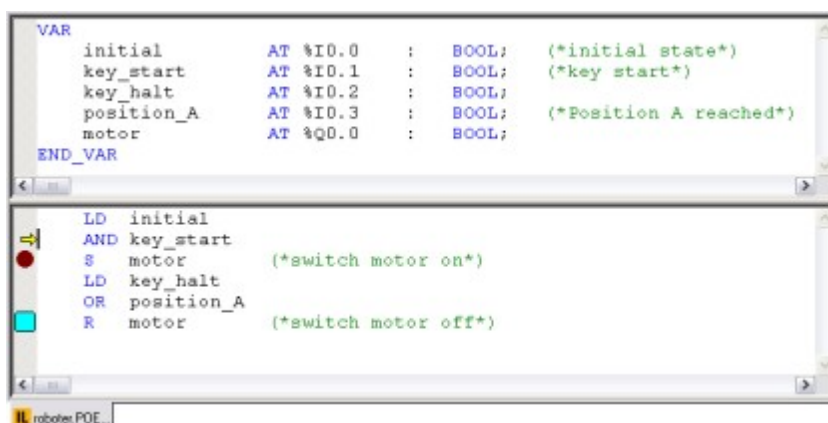 VAR
initial AT %I0.0 : BOOL; (*initial state*)
key_start AT %I0.1 : BOOL; (*key start*)
key_halt AT %I0.2 : BOOL;
position_A AT %I0.3 : BOOL; (*Position A reached*)
motor AT %Q0.0 : BOOL;
END_VAR
LD initial
AND key_start
S motor (*switch motor on*)
LD key_halt
OR position_A
R motor (*switch motor off*)
IL roboter.POE